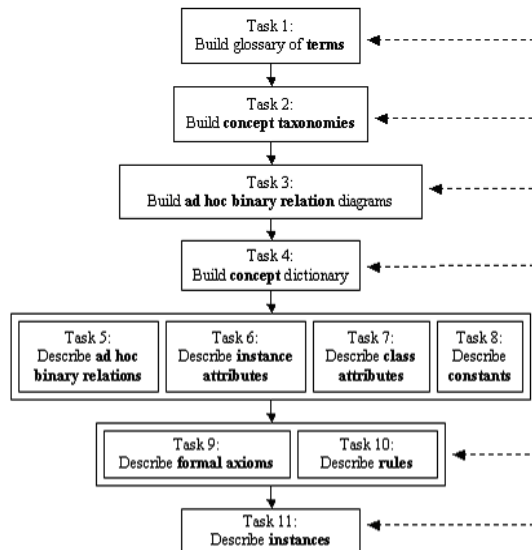 Task 1:
Build glossary of terms
Task 2:
Build concept taxonomies
Task 3:
Build ad hoc binary relation diagrams
Task 4:
Build concept dictionary
Task 5:
Describe ad hoc
binary relations
Task 6:
Describe instance
attributes
Task 7:
Describe class
attributes
Task 8:
Describe
constants
Task 9:
Describe formal axioms
Task 10:
Describe rules
Task 11:
Describe instances